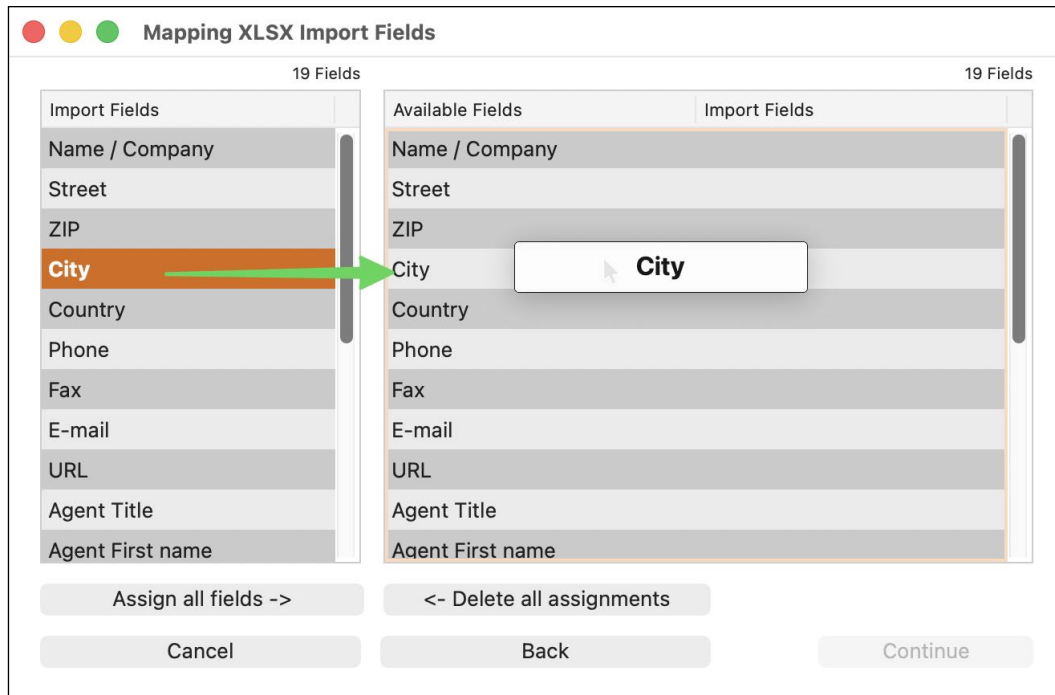 Mapping XLSX Import Fields
19 Fields
Import Fields
Name / Company
Street
ZIP
City
Country
Phone
Fax
E-mail
URL
Agent Title
Agent First name
19 Fields
Available Fields Import Fields
Name / Company
Street
ZIP
City
City
Country
Phone
Fax
E-mail
URL
Agent Title
Agent First name
Assign all fields -> <- Delete all assignments
Cancel Back Continue